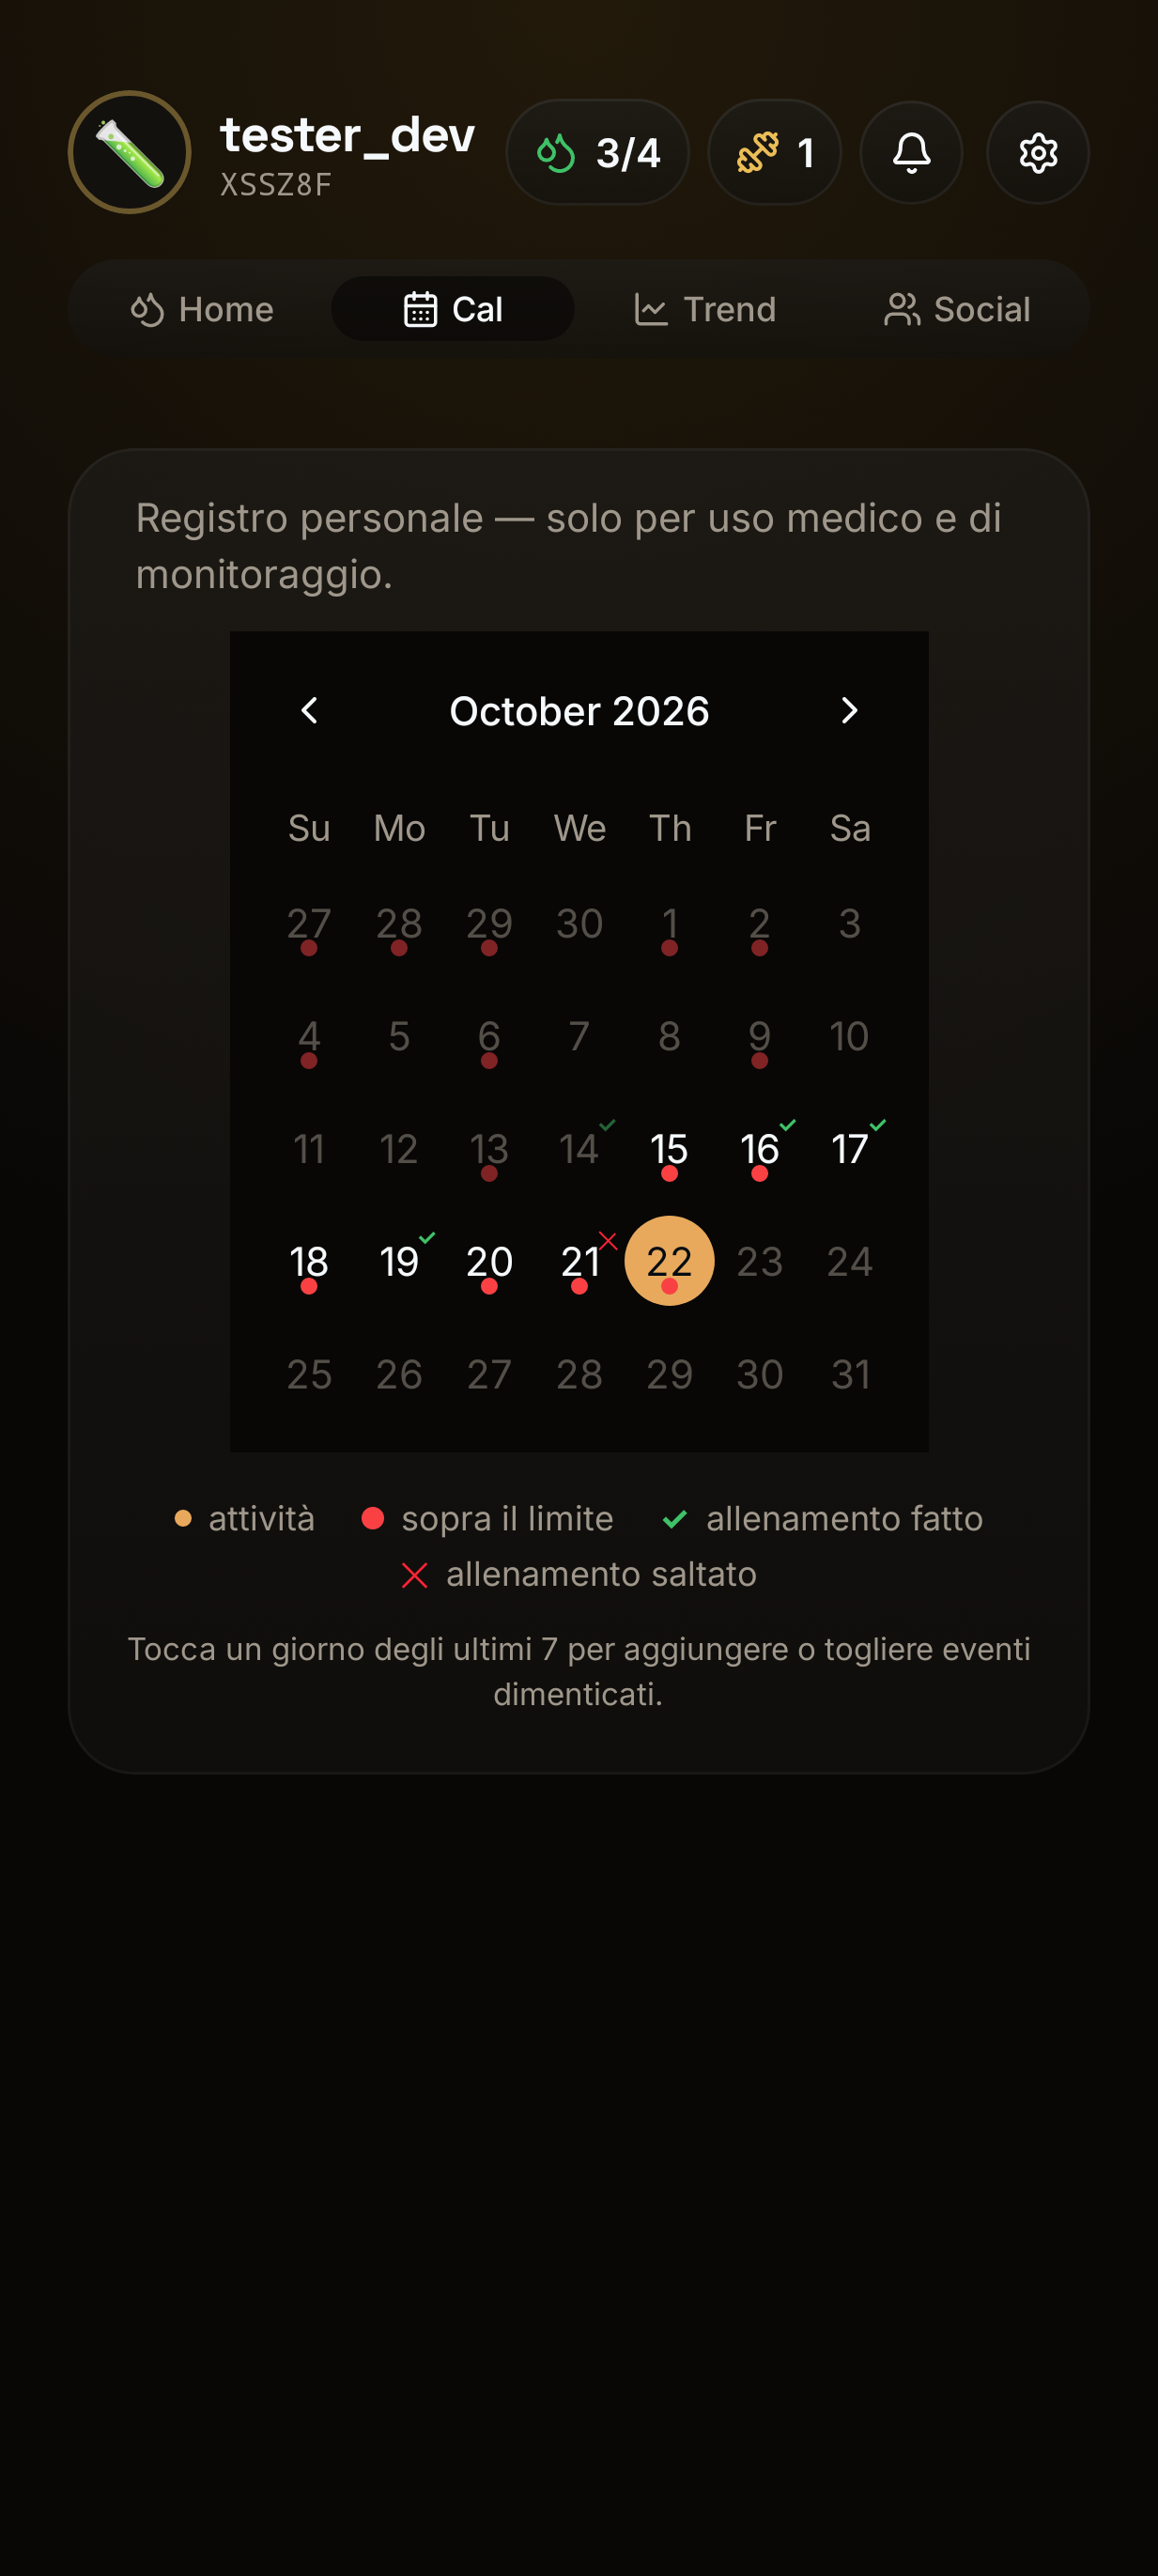 tester_dev
XSSZ8F
3/4
1
Home
Cal
Trend
Social
Registro personale — solo per uso medico e di
monitoraggio.
October 2026
Su Mo Tu We Th Fr Sa
27 28 29 30 1 2 3
4 5 6 7 8 9 10
11 12 13 14 15 16 17
18 19 20 21 22 23 24
25 26 27 28 29 30 31
attività sopra il limite allenamento fatto
allenamento saltato
Tocca un giorno degli ultimi 7 per aggiungere o togliere eventi
dimenticati.